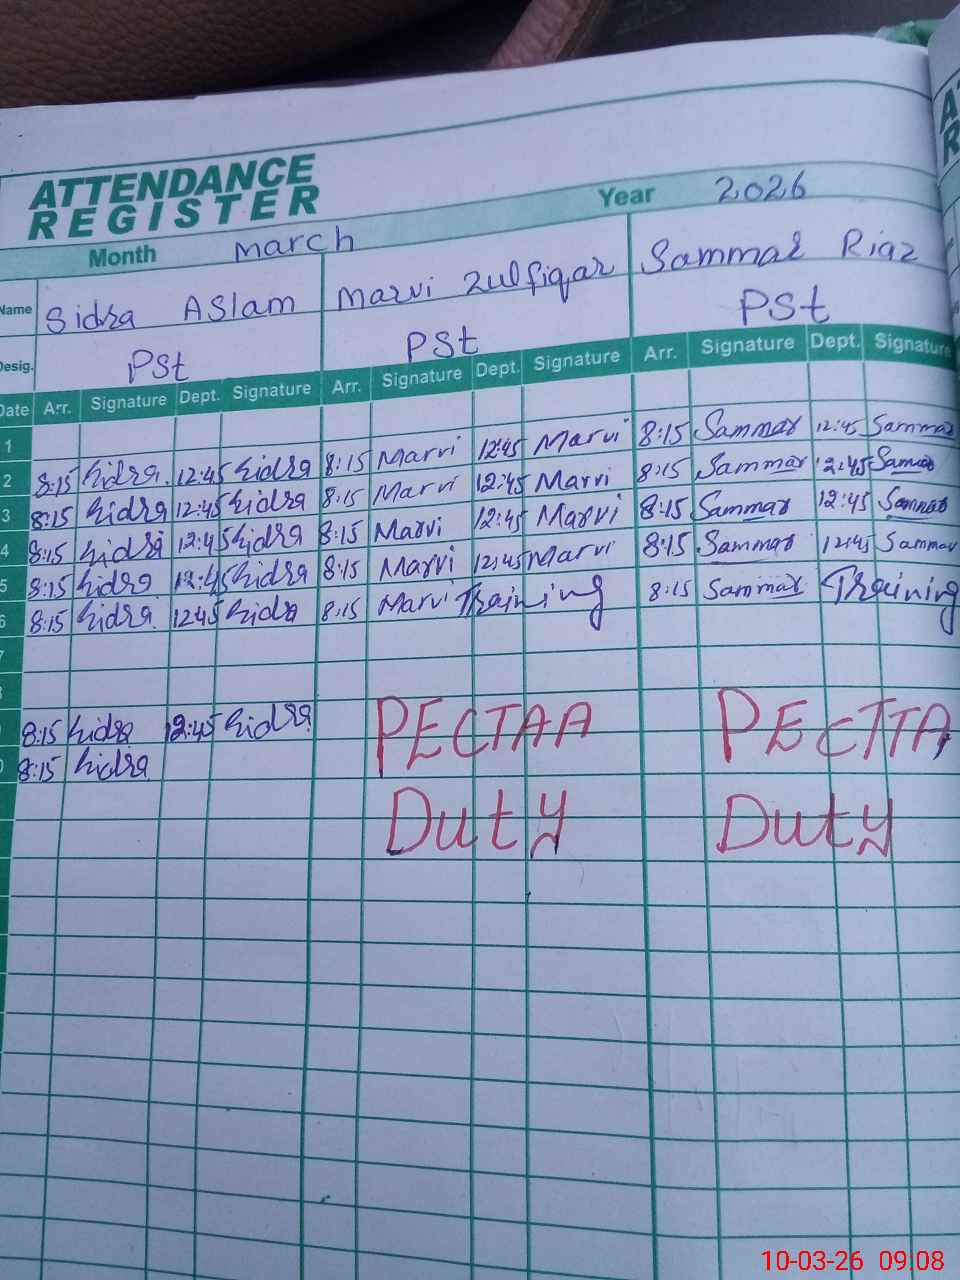 ATTENDANCE
REGISTER
Month march Year 2026
Name Sidra ASlam Marvi Zulfiqar Sammar Riaz
Desig. PSt PSt PSt
Date Arr. Signature Dept. Signature Arr. Signature Dept. Signature Arr. Signature Dept. Signature
1
2 8:15 Sidra 12:45 Sidra 8:15 Marvi 12:45 Marvi 8:15 Sammar 12:45 Sammar
3 8:15 Sidra 12:45 Sidra 8:15 Marvi 12:45 Marvi 8:15 Sammar 12:45 Sammar
4 8:15 Sidra 12:45 Sidra 8:15 Marvi 12:45 Marvi 8:15 Sammar 12:45 Sammar
5 8:15 Sidra 12:45 Sidra 8:15 Marvi 12:45 Marvi 8:15 Sammar 12:45 Sammar
6 8:15 Sidra 12:45 Sidra 8:15 Marvi Training 8:15 Sammar Training
7
8:15 Sidra 12:45 Sidra PECTAA PECTTA
8:15 Sidra
Duty Duty
10-03-26 09.08